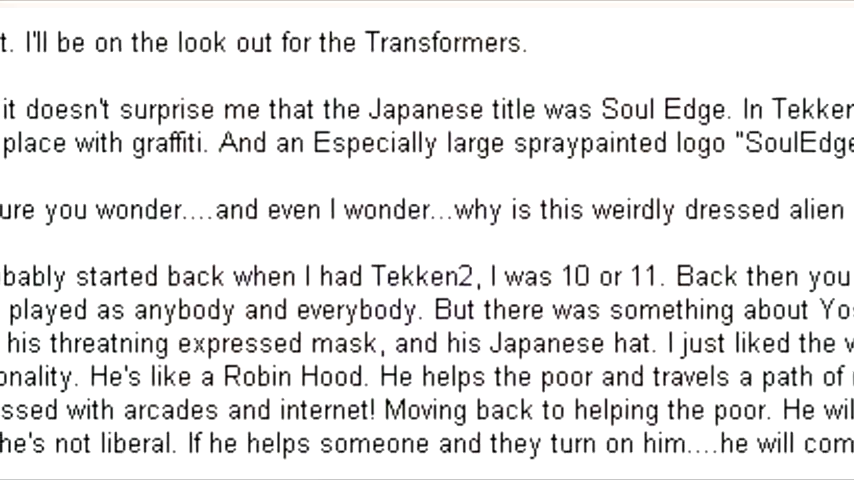 t. I'll be on the look out for the Transformers.
it doesn't surprise me that the Japanese title was Soul Edge. In Tekken
place with graffiti. And an Especially large spraypainted logo "SoulEdge
ure you wonder....and even I wonder...why is this weirdly dressed alien
bably started back when I had Tekken2, I was 10 or 11. Back then you
played as anybody and everybody. But there was something about Yos
his threatning expressed mask, and his Japanese hat. I just liked the w
onality. He's like a Robin Hood. He helps the poor and travels a path of
ssed with arcades and internet! Moving back to helping the poor. He wil
he's not liberal. If he helps someone and they turn on him....he will com